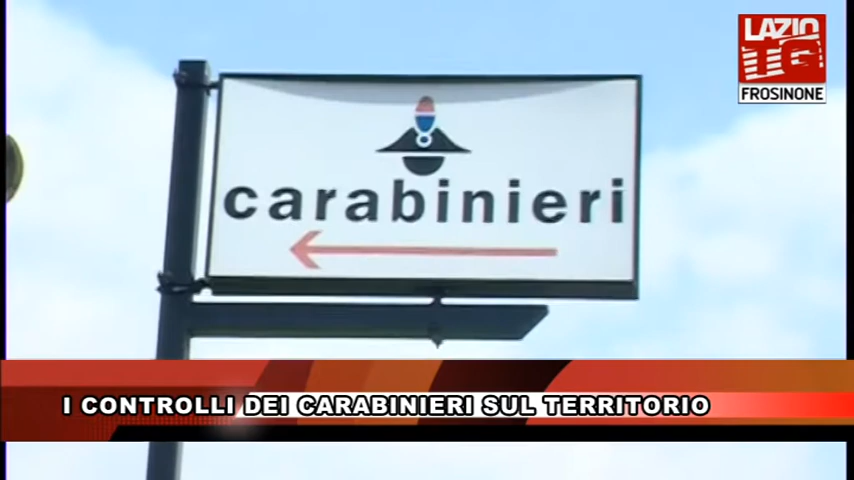 LAZIO
TG
FROSINONE
carabinieri
I CONTROLLI DEI CARABINIERI SUL TERRITORIO